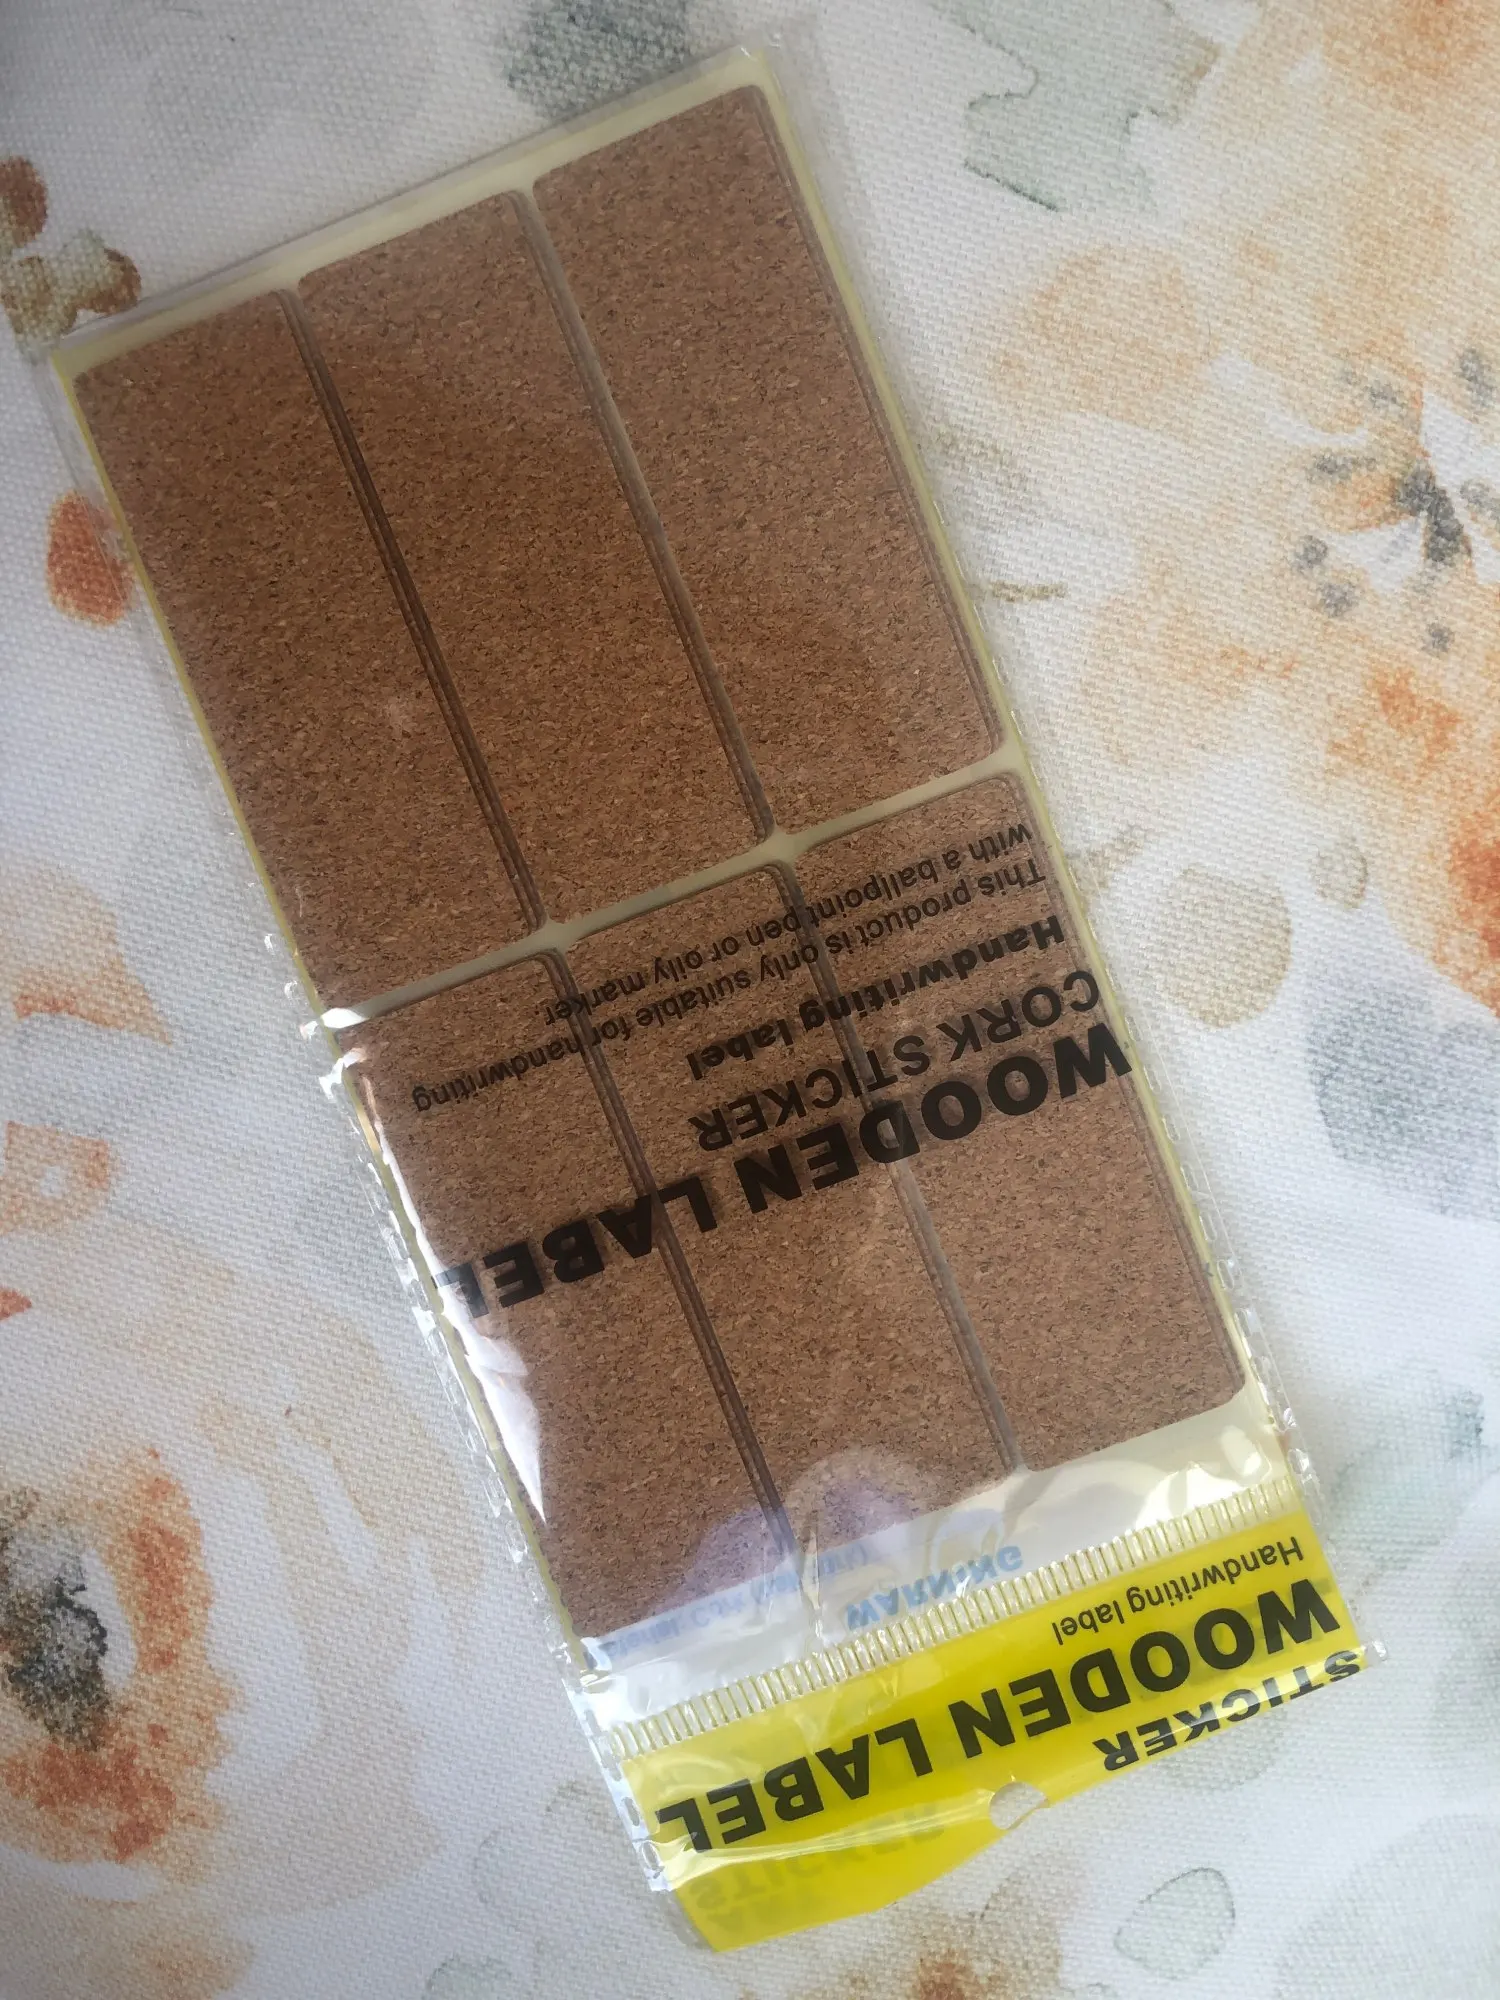 STICKER
WOODEN LABEL
Handwriting label
WARNING
WOODEN LABEL
CORK STICKER
Handwriting label
This product is only suitable for handwriting
with a ballpoint pen or oily marker.
STICKER